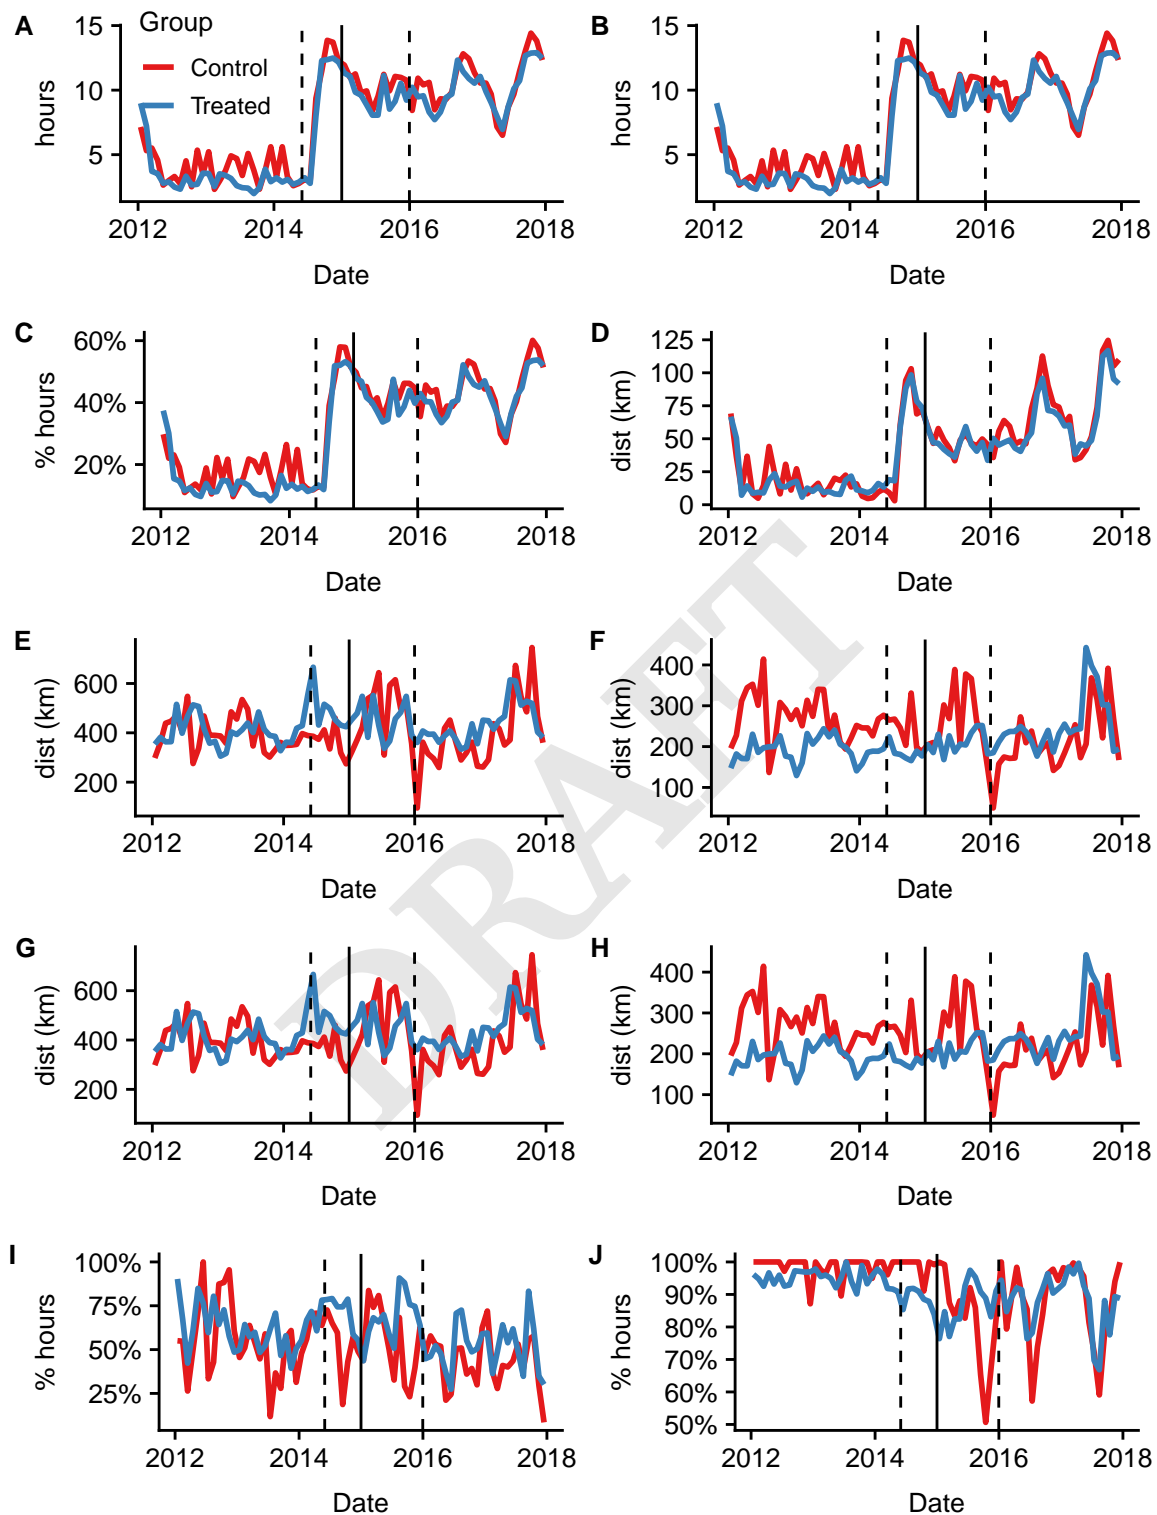 A
Group
Control
Treated
hours
15
10
5
2012 2014 2016 2018
Date
B
hours
15
10
5
2012 2014 2016 2018
Date
C
% hours
60%
40%
20%
2012 2014 2016 2018
Date
D
dist (km)
125
100
75
50
25
0
2012 2014 2016 2018
Date
E
dist (km)
600
400
200
2012 2014 2016 2018
Date
F
dist (km)
400
300
200
100
2012 2014 2016 2018
Date
G
dist (km)
600
400
200
2012 2014 2016 2018
Date
H
dist (km)
400
300
200
100
2012 2014 2016 2018
Date
I
% hours
100%
75%
50%
25%
2012 2014 2016 2018
Date
J
% hours
100%
90%
80%
70%
60%
50%
2012 2014 2016 2018
Date
DRAFT